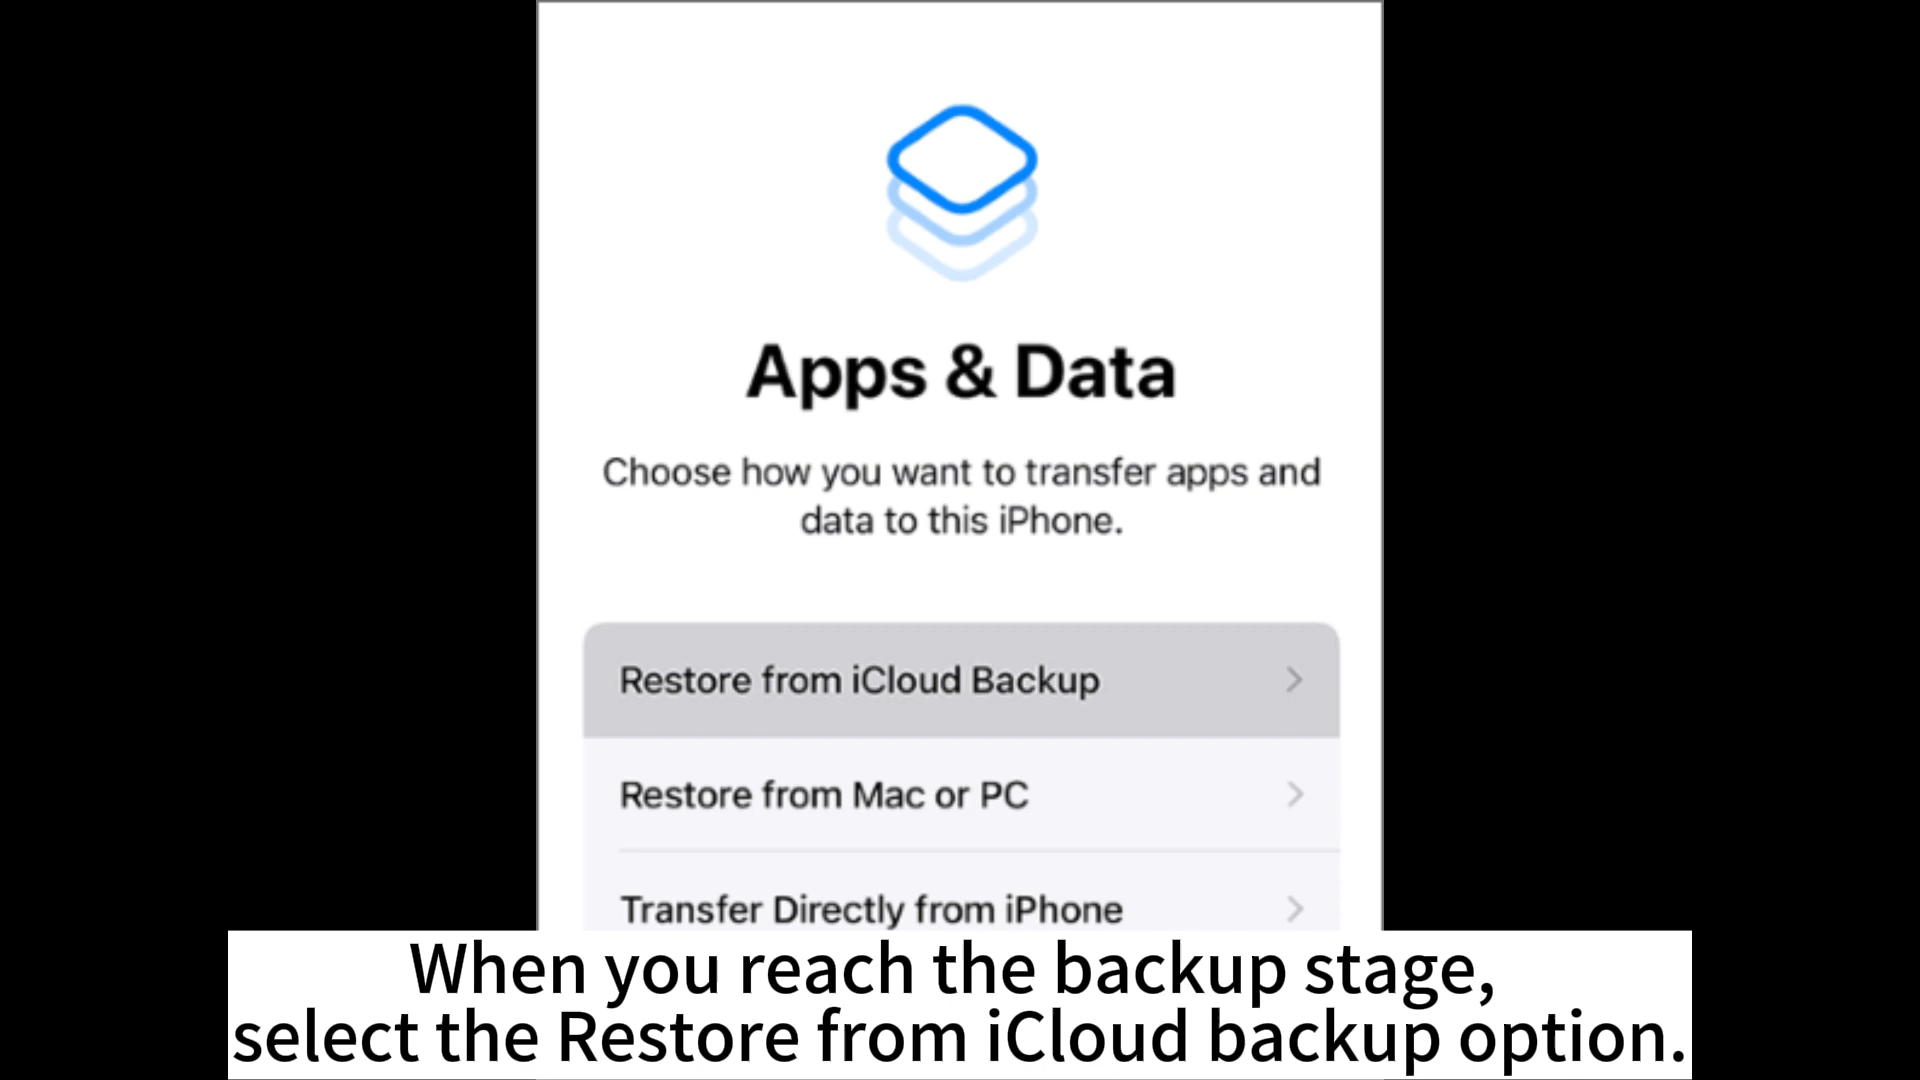 Apps & Data
Choose how you want to transfer apps and
data to this iPhone.
Restore from iCloud Backup
Restore from Mac or PC
Transfer Directly from iPhone
When you reach the backup stage,
select the Restore from iCloud backup option.